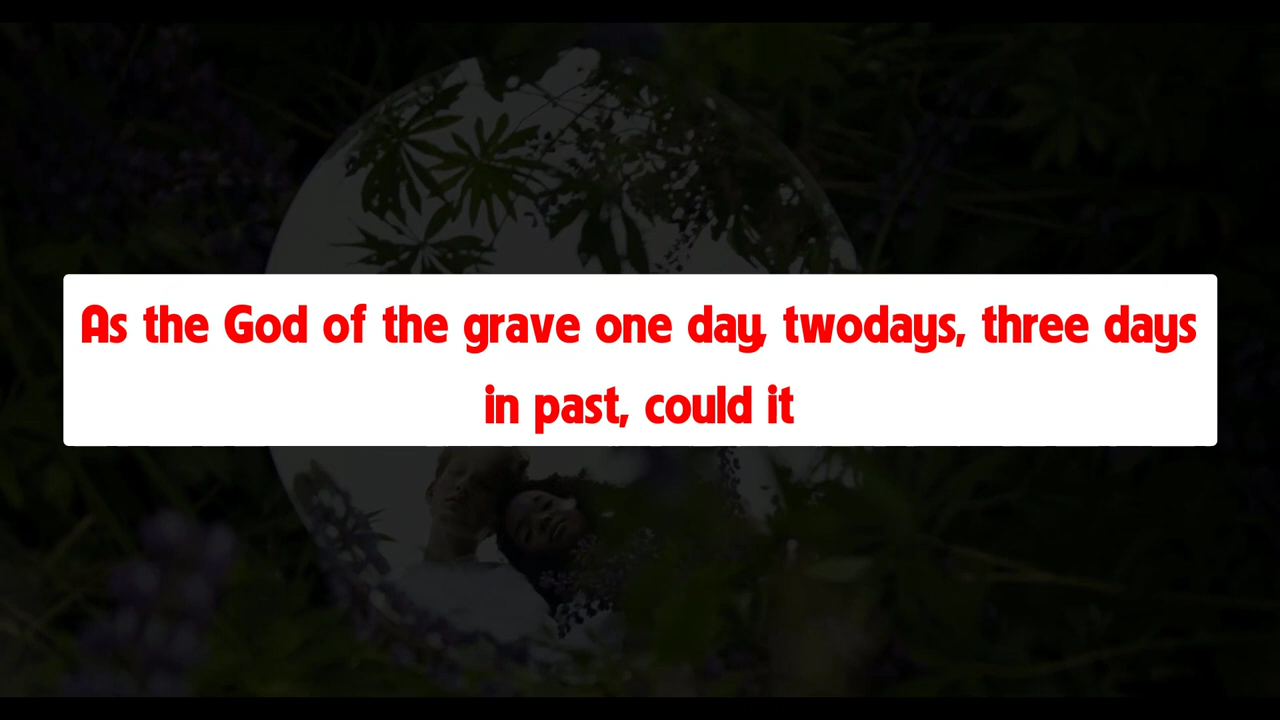 As the God of the grave one day, twodays, three days
in past, could it